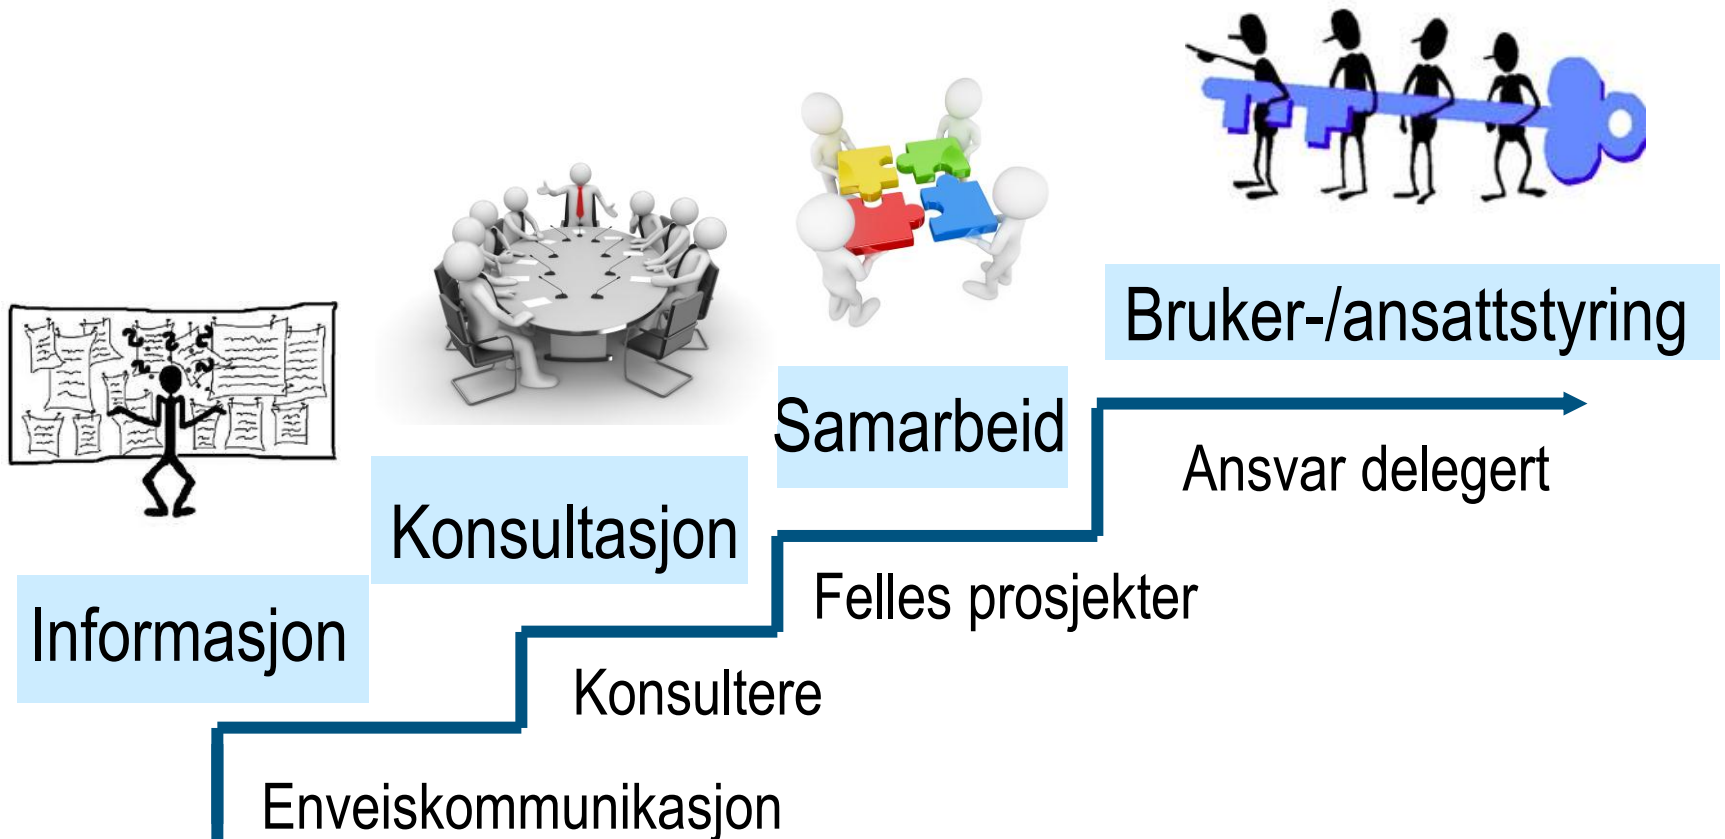 Bruker-/ansattstyring
Samarbeid
Ansvar delegert
Konsultasjon
Felles prosjekter
Informasjon
Konsultere
Enveiskommunikasjon